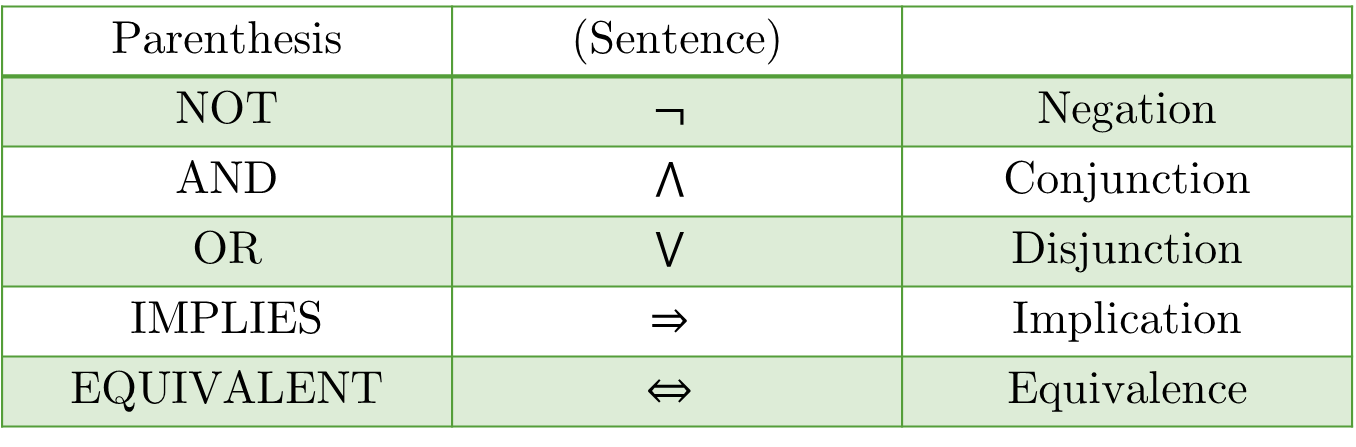 Parenthesis (Sentence)
NOT ¬ Negation
AND ∧ Conjunction
OR ∨ Disjunction
IMPLIES ⇒ Implication
EQUIVALENT ⇔ Equivalence